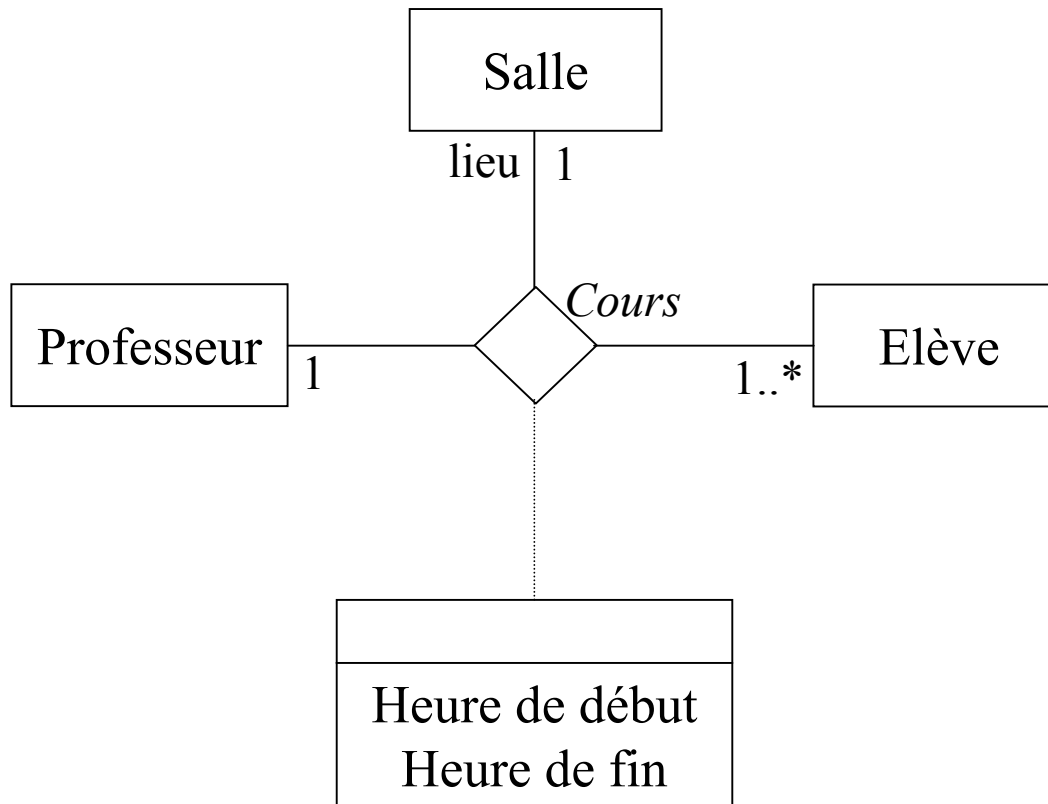 Salle
lieu 1
Cours
Professeur
Elève
1
1..*
Heure de début
Heure de fin